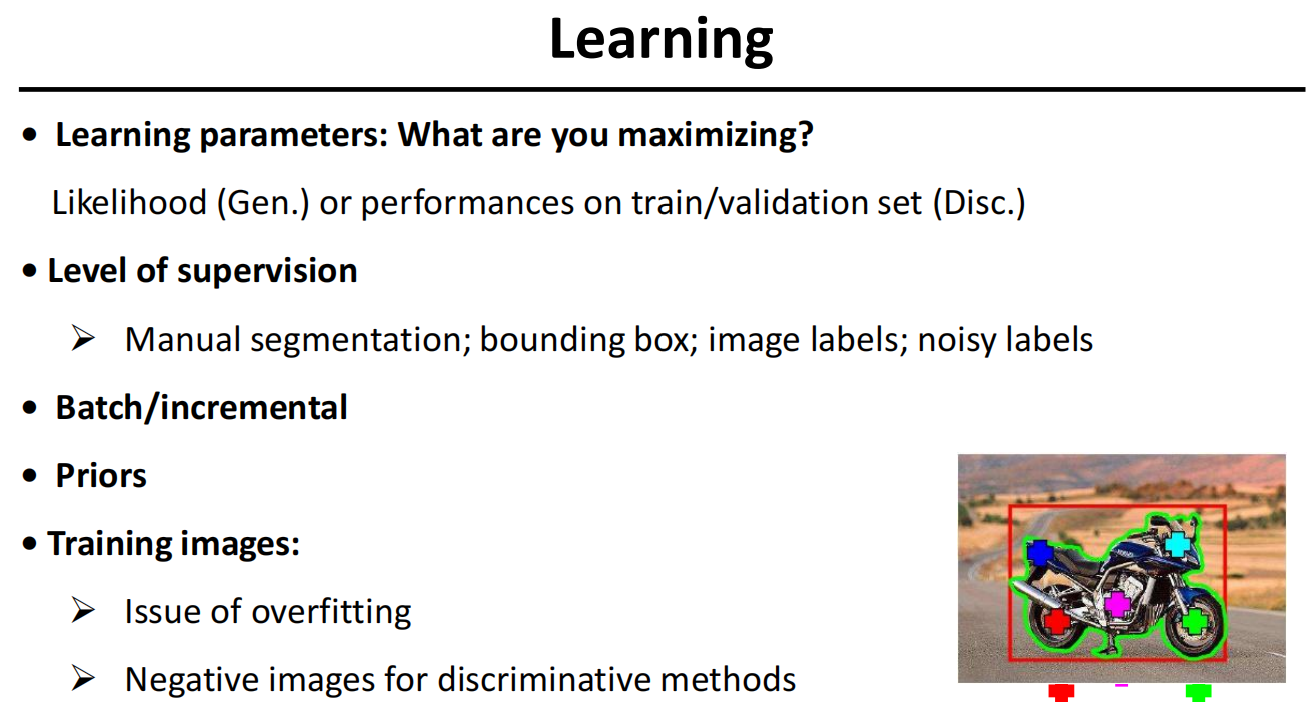 Learning
• Learning parameters: What are you maximizing?
Likelihood (Gen.) or performances on train/validation set (Disc.)
• Level of supervision
➢ Manual segmentation; bounding box; image labels; noisy labels
• Batch/incremental
• Priors
• Training images:
➢ Issue of overfitting
➢ Negative images for discriminative methods